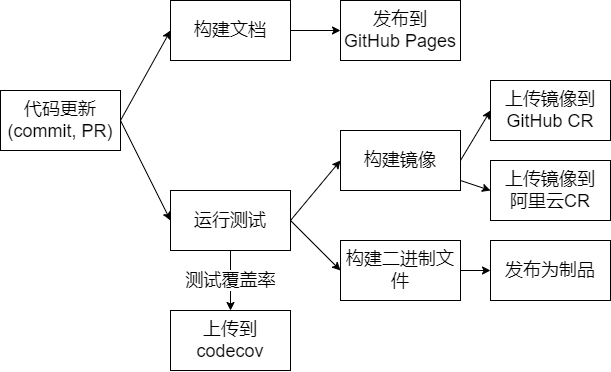 构建文档
发布到
GitHub Pages
代码更新
(commit, PR)
上传镜像到
GitHub CR
构建镜像
上传镜像到
阿里云CR
运行测试
构建二进制文
件
发布为制品
测试覆盖率
上传到
codecov